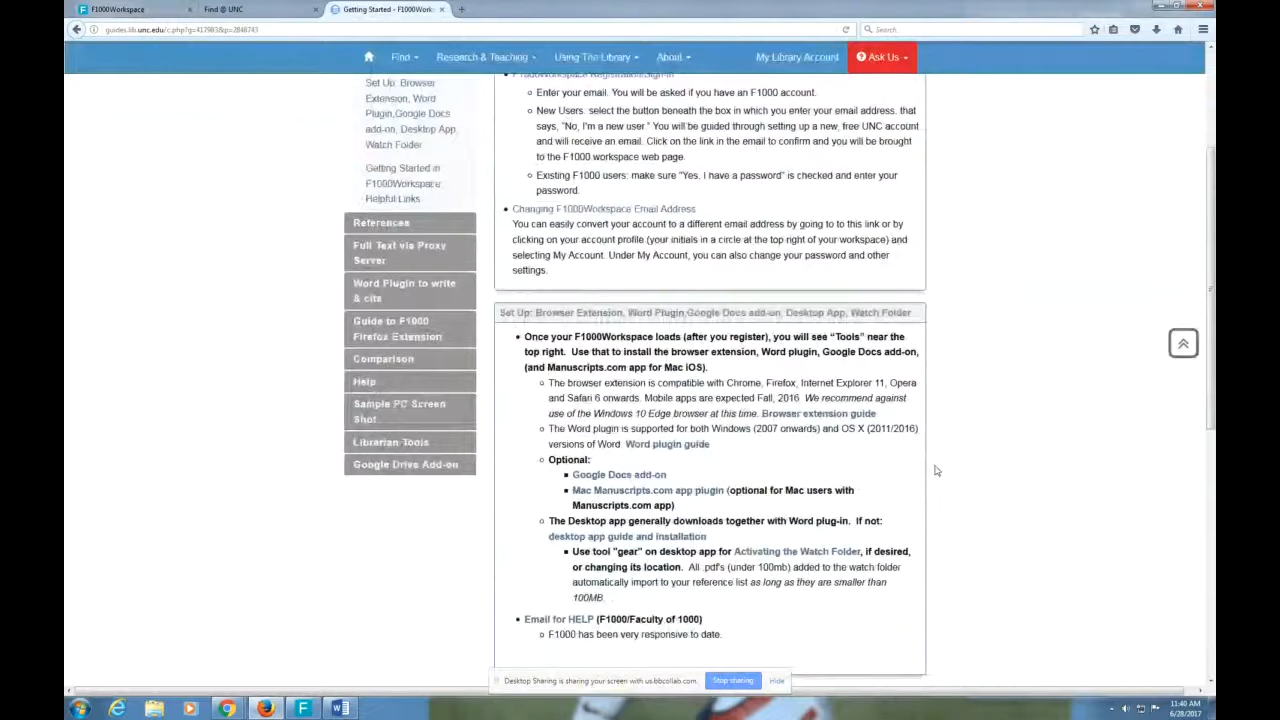 F1000Workspace
Find @ UNC
Getting Started - F1000Work
guides.lib.unc.edu/c.php?g=417983&p=2848743
Search
Find
Research & Teaching
Using The Library
About
My Library Account
Ask Us
Set Up: Browser
Extension, Word
Plugin,Google Docs
add-on, Desktop App,
Watch Folder
Getting Started in
F1000Workspace:
Helpful Links
References
Full Text via Proxy
Server
Word Plugin to write
& cite
Guide to F1000
Firefox Extension
Comparison
Help
Sample PC Screen
Shot
Librarian Tools
Google Drive Add-on
F1000Workspace Registration/Sign-in
Enter your email. You will be asked if you have an F1000 account.
New Users: select the button beneath the box in which you enter your email address, that
says, "No, I'm a new user." You will be guided through setting up a new, free UNC account
and will receive an email. Click on the link in the email to confirm and you will be brought
to the F1000 workspace web page.
Existing F1000 users: make sure "Yes, I have a password" is checked and enter your
password.
Changing F1000Workspace Email Address
You can easily convert your account to a different email address by going to to this link or by
clicking on your account profile (your initials in a circle at the top right of your workspace) and
selecting My Account. Under My Account, you can also change your password and other
settings.
Set Up: Browser Extension, Word Plugin,Google Docs add-on, Desktop App, Watch Folder
Once your F1000Workspace loads (after you register), you will see "Tools" near the
top right. Use that to install the browser extension, Word plugin, Google Docs add-on,
(and Manuscripts.com app for Mac iOS).
The browser extension is compatible with Chrome, Firefox, Internet Explorer 11, Opera
and Safari 6 onwards. Mobile apps are expected Fall, 2016. We recommend against
use of the Windows 10 Edge browser at this time. Browser extension guide
The Word plugin is supported for both Windows (2007 onwards) and OS X (2011/2016)
versions of Word. Word plugin guide
Optional:
Google Docs add-on
Mac Manuscripts.com app plugin (optional for Mac users with
Manuscripts.com app)
The Desktop app generally downloads together with Word plug-in. If not:
desktop app guide and installation
Use tool "gear" on desktop app for Activating the Watch Folder, if desired,
or changing its location. All .pdf's (under 100mb) added to the watch folder
automatically import to your reference list as long as they are smaller than
100MB.
Email for HELP (F1000/Faculty of 1000)
F1000 has been very responsive to date.
Desktop Sharing is sharing your screen with us.bbcollab.com.
Stop sharing
Hide
11:40 AM
6/28/2017